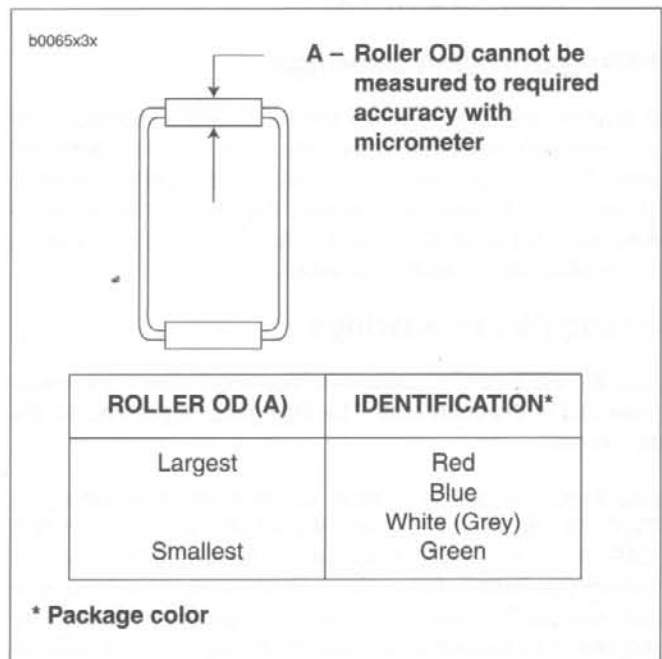 b0065x3x
A – Roller OD cannot be
measured to required
accuracy with
micrometer
ROLLER OD (A) IDENTIFICATION*
Largest Red
Blue
White (Grey)
Smallest Green
* Package color